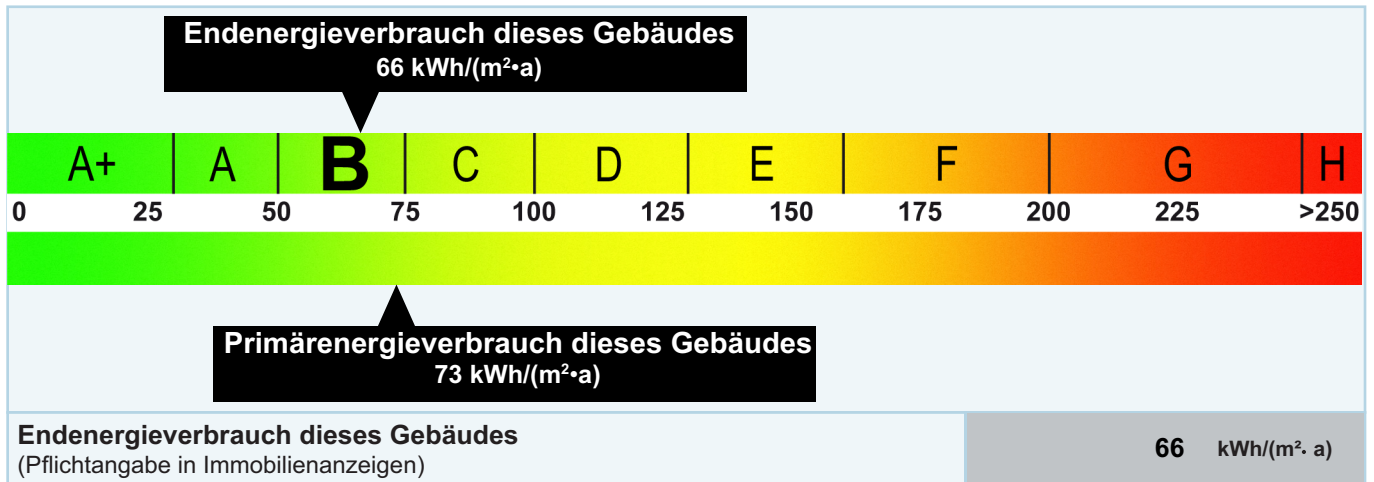 Endenergieverbrauch dieses Gebäudes
66 kWh/(m²•a)
A+ A B C D E F G H
0 25 50 75 100 125 150 175 200 225 >250
Primärenergieverbrauch dieses Gebäudes
73 kWh/(m²•a)
Endenergieverbrauch dieses Gebäudes
(Pflichtangabe in Immobilienanzeigen)
66 kWh/(m²· a)